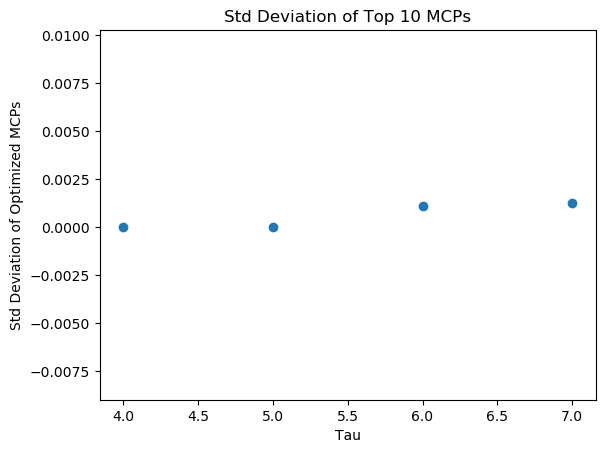 Std Deviation of Top 10 MCPs
Std Deviation of Optimized MCPs
0.0100
0.0075
0.0050
0.0025
0.0000
−0.0025
−0.0050
−0.0075
4.0 4.5 5.0 5.5 6.0 6.5 7.0
Tau